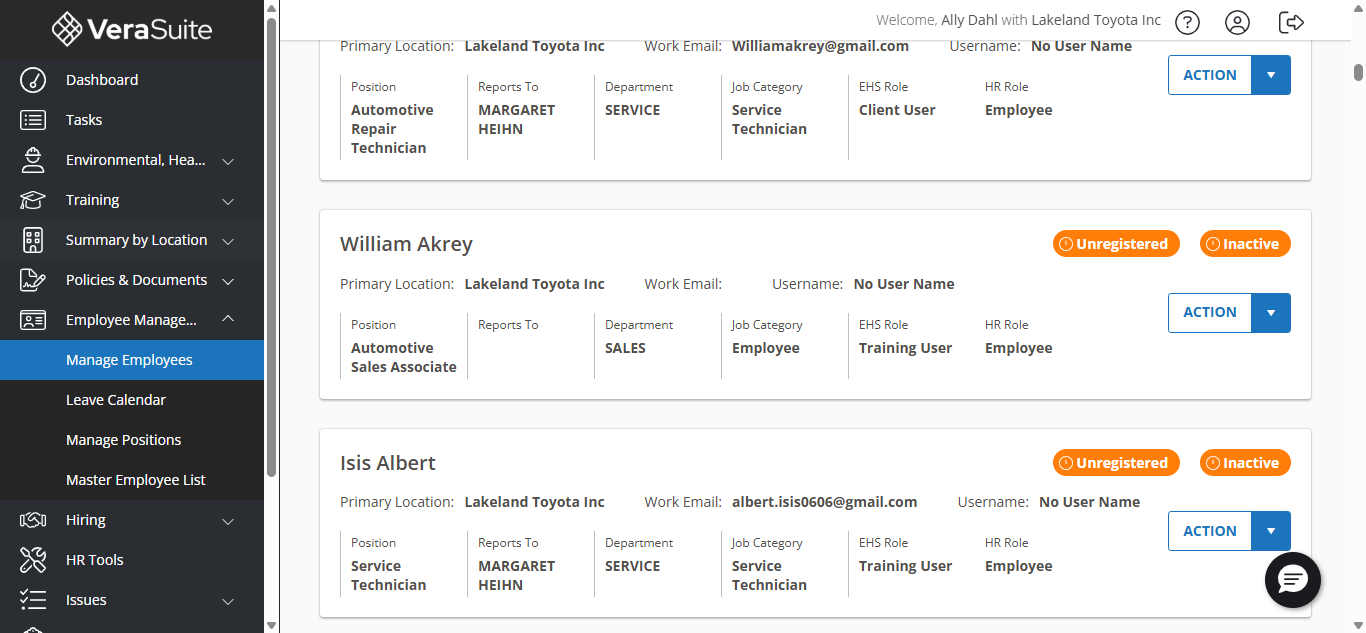 VeraSuite
Dashboard
Tasks
Environmental, Hea...
Training
Summary by Location
Policies & Documents
Employee Manage...
Manage Employees
Leave Calendar
Manage Positions
Master Employee List
Hiring
HR Tools
Issues
Welcome, Ally Dahl with Lakeland Toyota Inc
?
Primary Location: Lakeland Toyota Inc Work Email: Williamakrey@gmail.com Username: No User Name
ACTION
Position Reports To Department Job Category EHS Role HR Role
Automotive MARGARET SERVICE Service Client User Employee
Repair HEIHN Technician
Technician
William Akrey Unregistered Inactive
Primary Location: Lakeland Toyota Inc Work Email: Username: No User Name
ACTION
Position Reports To Department Job Category EHS Role HR Role
Automotive SALES Employee Training User Employee
Sales Associate
Isis Albert Unregistered Inactive
Primary Location: Lakeland Toyota Inc Work Email: albert.isis0606@gmail.com Username: No User Name
ACTION
Position Reports To Department Job Category EHS Role HR Role
Service MARGARET SERVICE Service Training User Employee
Technician HEIHN Technician